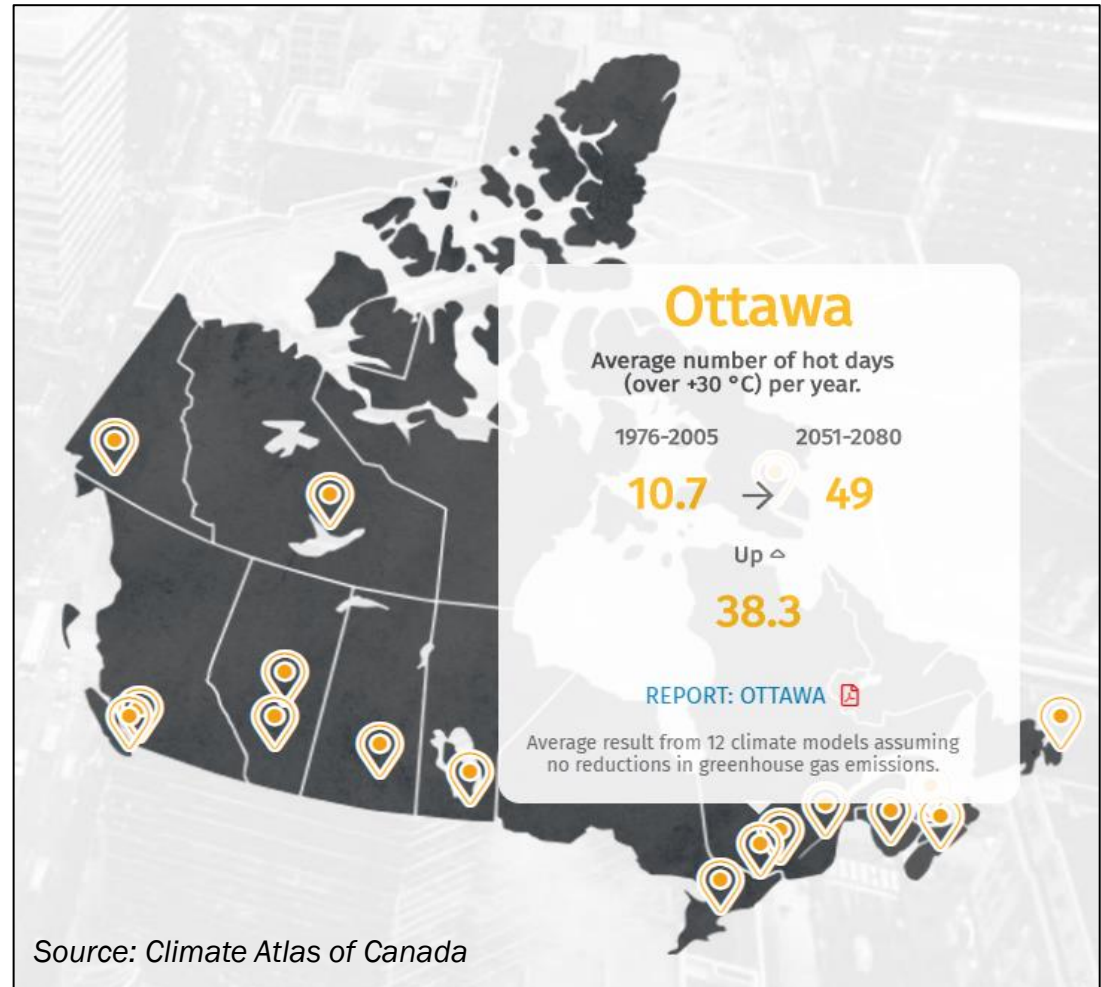 Ottawa
Average number of hot days
(over +30 °C) per year.
1976-2005 2051-2080
10.7 → 49
Up
38.3
REPORT: OTTAWA
Average result from 12 climate models assuming
no reductions in greenhouse gas emissions.
Source: Climate Atlas of Canada